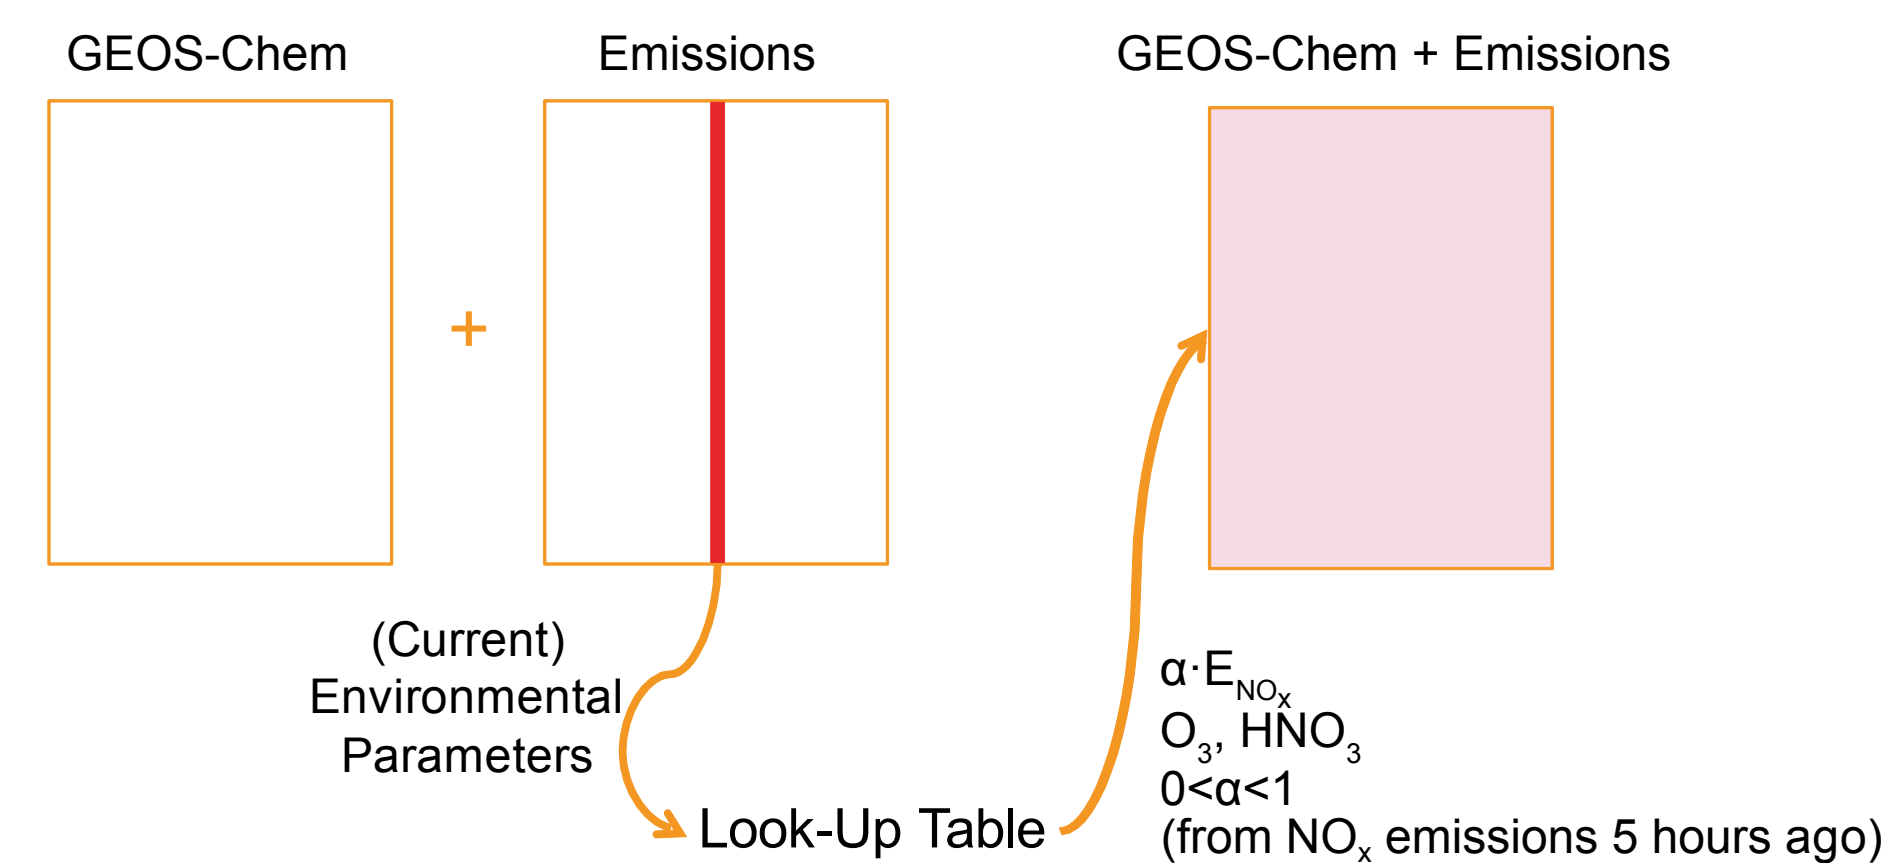 GEOS-Chem
Emissions
GEOS-Chem + Emissions
+
(Current)
Environmental
Parameters
Look-Up Table
α·E_NOₓ
O₃, HNO₃
0<α<1
(from NOₓ emissions 5 hours ago)